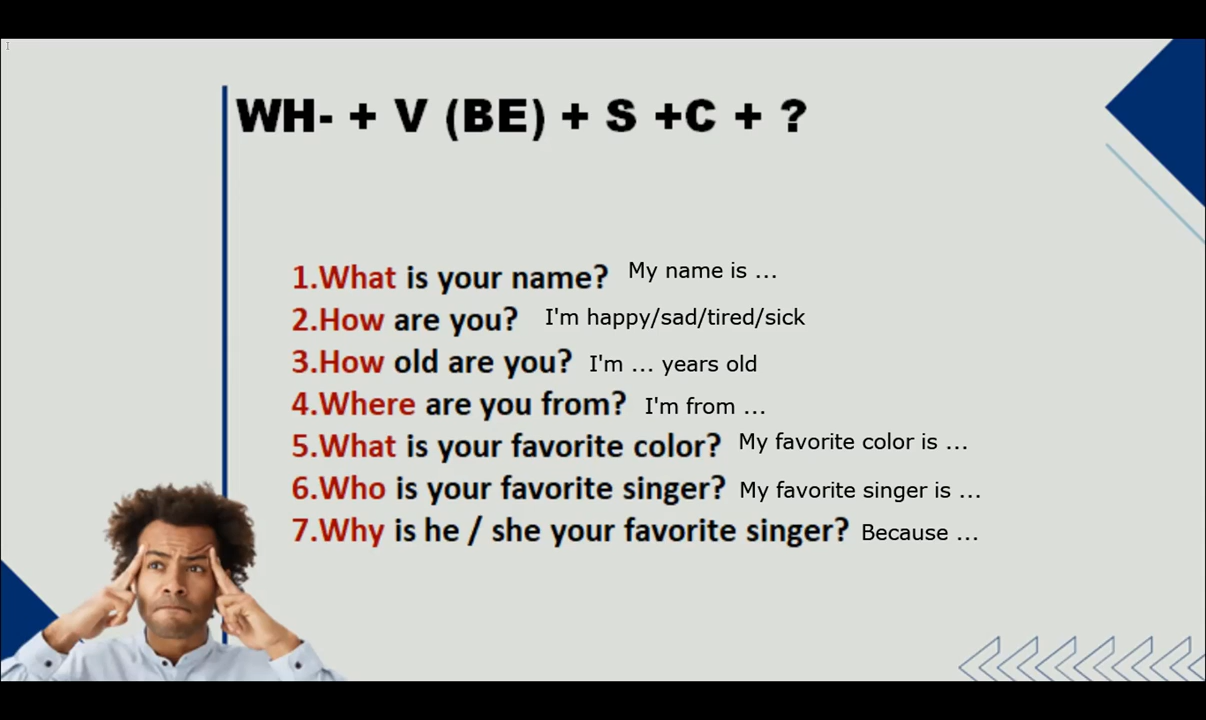 WH- + V (BE) + S +C + ?
1.What is your name? My name is ...
2.How are you? I'm happy/sad/tired/sick
3.How old are you? I'm ... years old
4.Where are you from? I'm from ...
5.What is your favorite color? My favorite color is ...
6.Who is your favorite singer? My favorite singer is ...
7.Why is he / she your favorite singer? Because ...